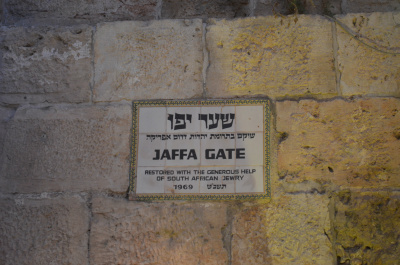 שער יפו
שוקם בתרומת יהדות דרום אפריקה
JAFFA GATE
RESTORED WITH THE GENEROUS HELP
OF SOUTH AFRICAN JEWRY
1969 תשכ"ט